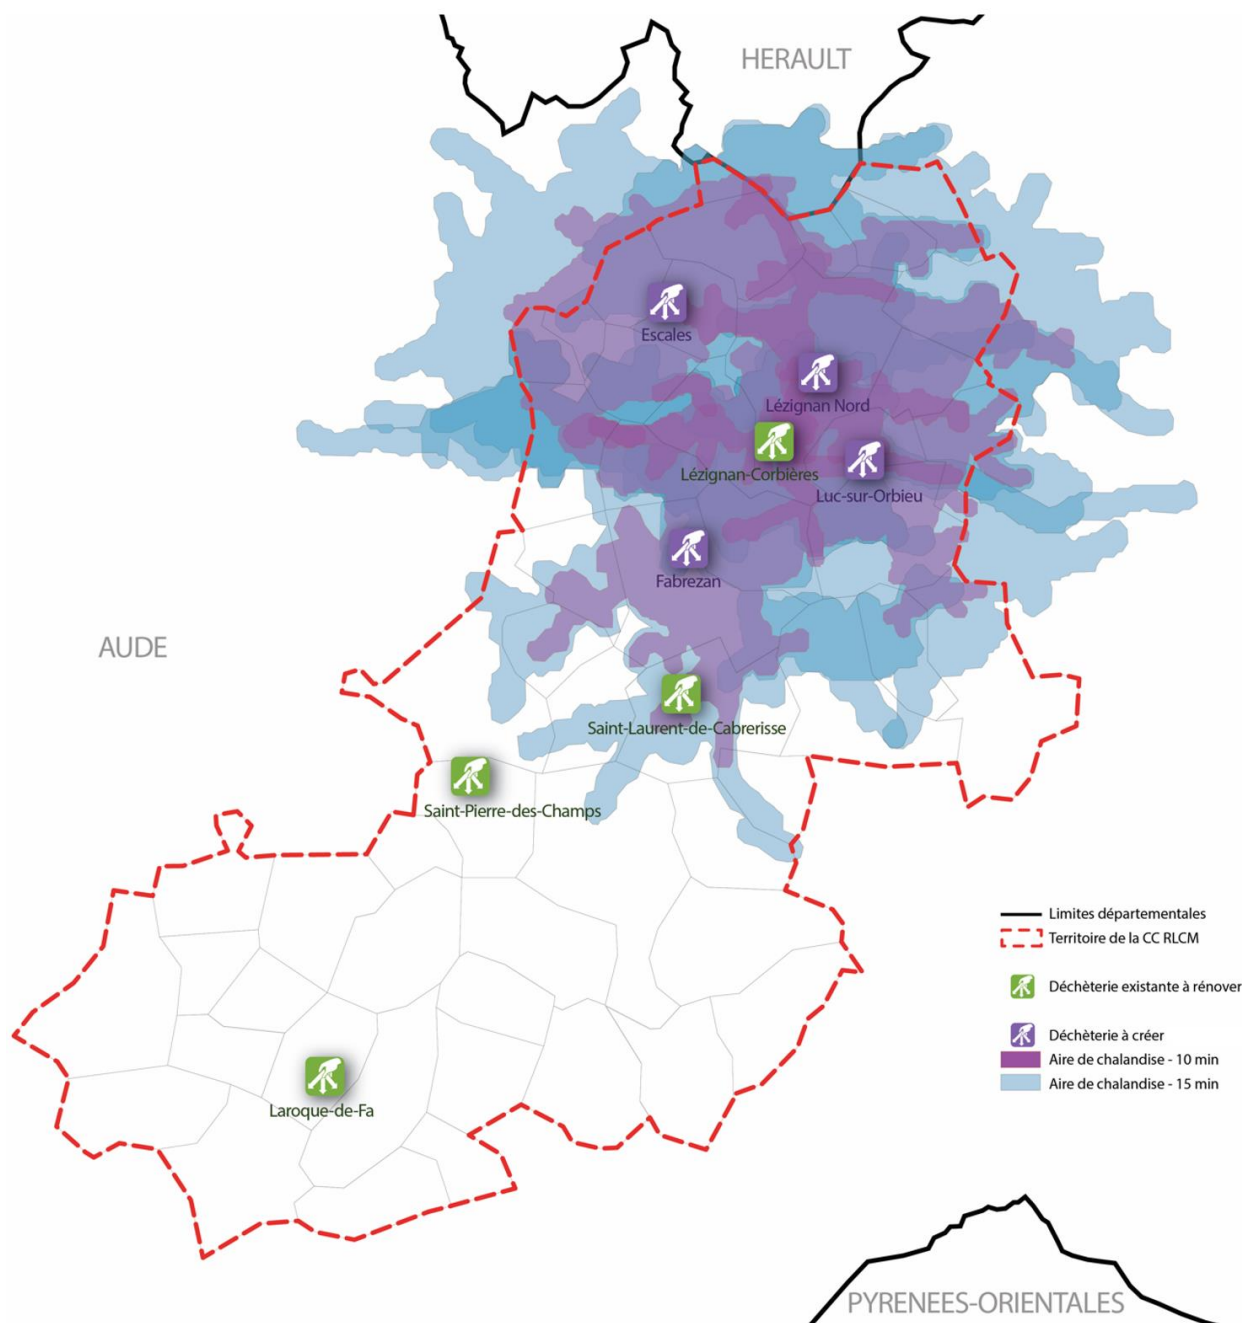 HERAULT
Escales
Lézignan Nord
Lézignan-Corbières
Luc-sur-Orbieu
Fabrezan
AUDE
Saint-Laurent-de-Cabrerisse
Saint-Pierre-des-Champs
Laroque-de-Fa
Limites départementales
Territoire de la CC RLCM
Déchèterie existante à rénover
Déchèterie à créer
Aire de chalandise - 10 min
Aire de chalandise - 15 min
PYRENEES-ORIENTALES